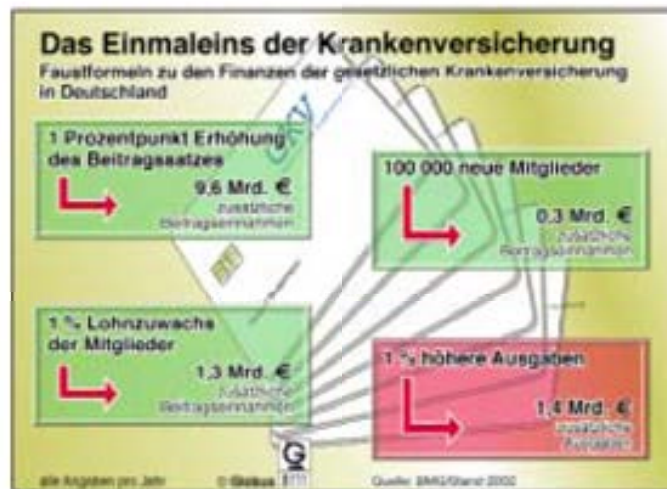 Das Einmaleins der Krankenversicherung
Faustformeln zu den Finanzen der gesetzlichen Krankenversicherung
in Deutschland
1 Prozentpunkt Erhöhung
des Beitragssatzes
9,6 Mrd. €
zusätzliche
Beitragseinnahmen
100 000 neue Mitglieder
0,3 Mrd. €
zusätzliche
Beitragseinnahmen
1 % Lohnzuwachs
der Mitglieder
1,3 Mrd. €
zusätzliche
Beitragseinnahmen
1 % höhere Ausgaben
1,4 Mrd. €
zusätzliche
Ausgaben
alle Angaben pro Jahr
© Globus
G
Quelle: BMG/Stand 2002